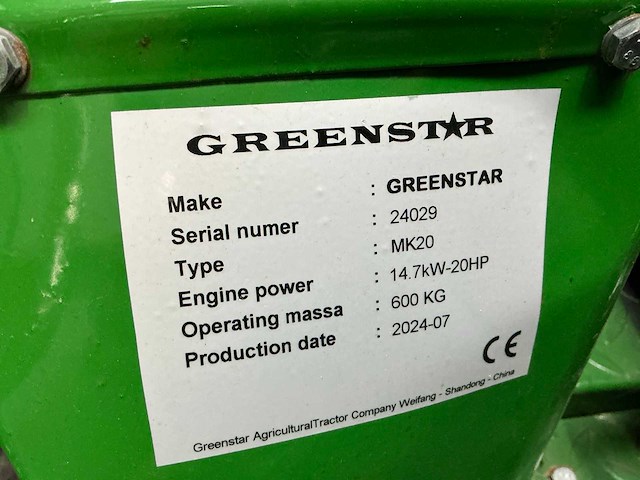 GREENSTAR
Make : GREENSTAR
Serial numer : 24029
Type : MK20
Engine power : 14.7kW-20HP
Operating massa : 600 KG
Production date : 2024-07
CE
Greenstar AgriculturalTractor Company Weifang - Shandong - China